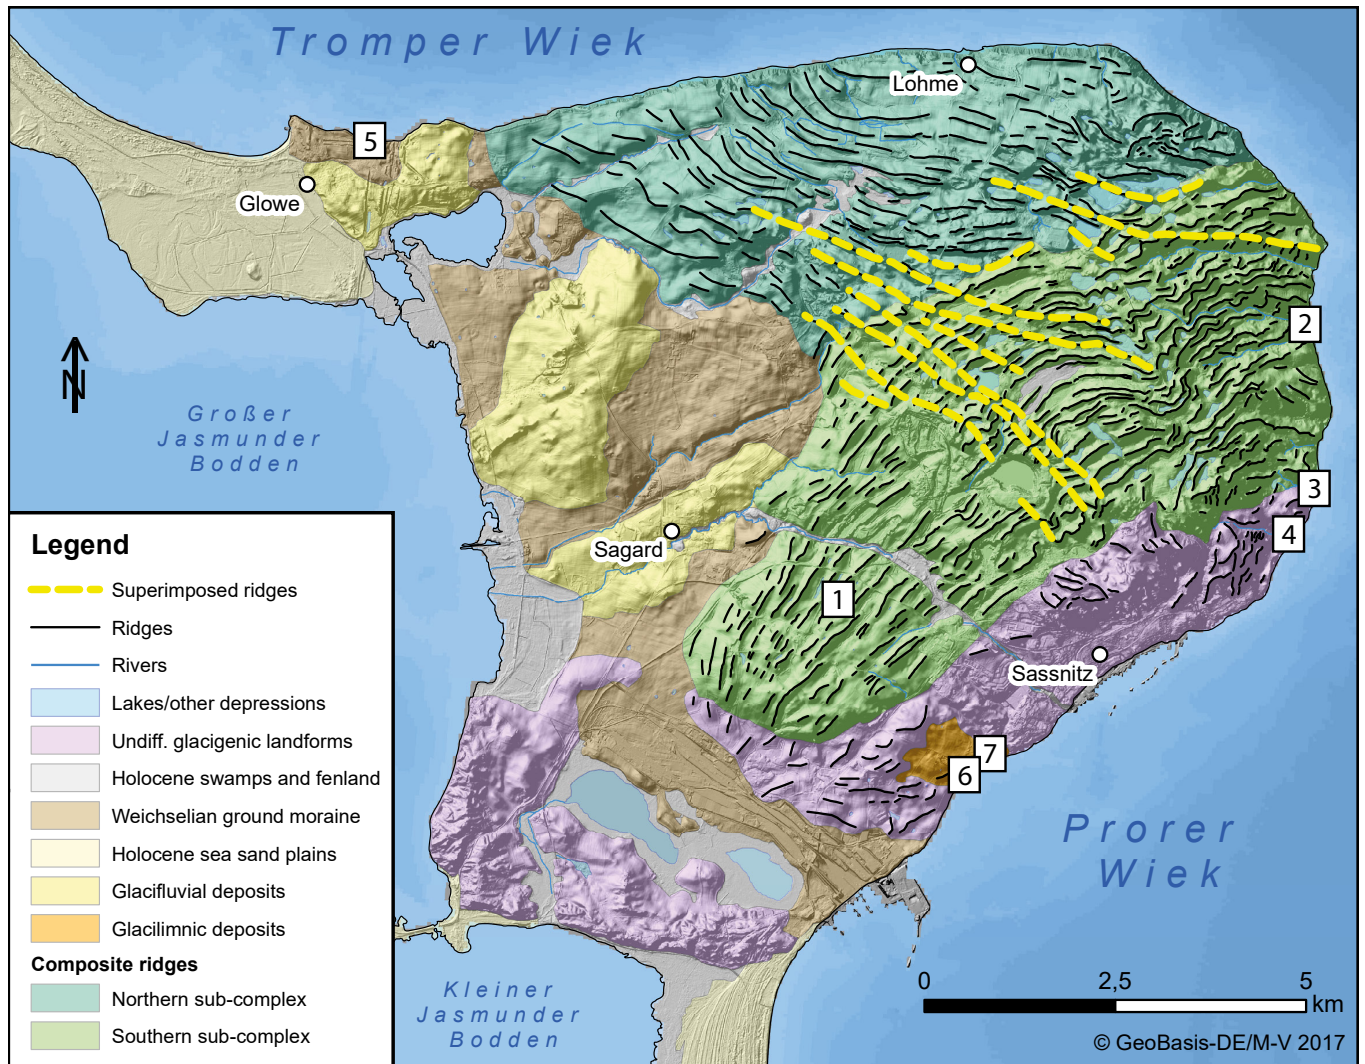 Tromper Wiek
Lohme
5
Glowe
2
N
Großer
Jasmunder
Bodden
3
4
Sagard
1
Sassnitz
7
6
Prorer
Wiek
Kleiner
Jasmunder
Bodden
Legend
Superimposed ridges
Ridges
Rivers
Lakes/other depressions
Undiff. glacigenic landforms
Holocene swamps and fenland
Weichselian ground moraine
Holocene sea sand plains
Glacifluvial deposits
Glacilimnic deposits
Composite ridges
Northern sub-complex
Southern sub-complex
0 2,5 5
km
© GeoBasis-DE/M-V 2017